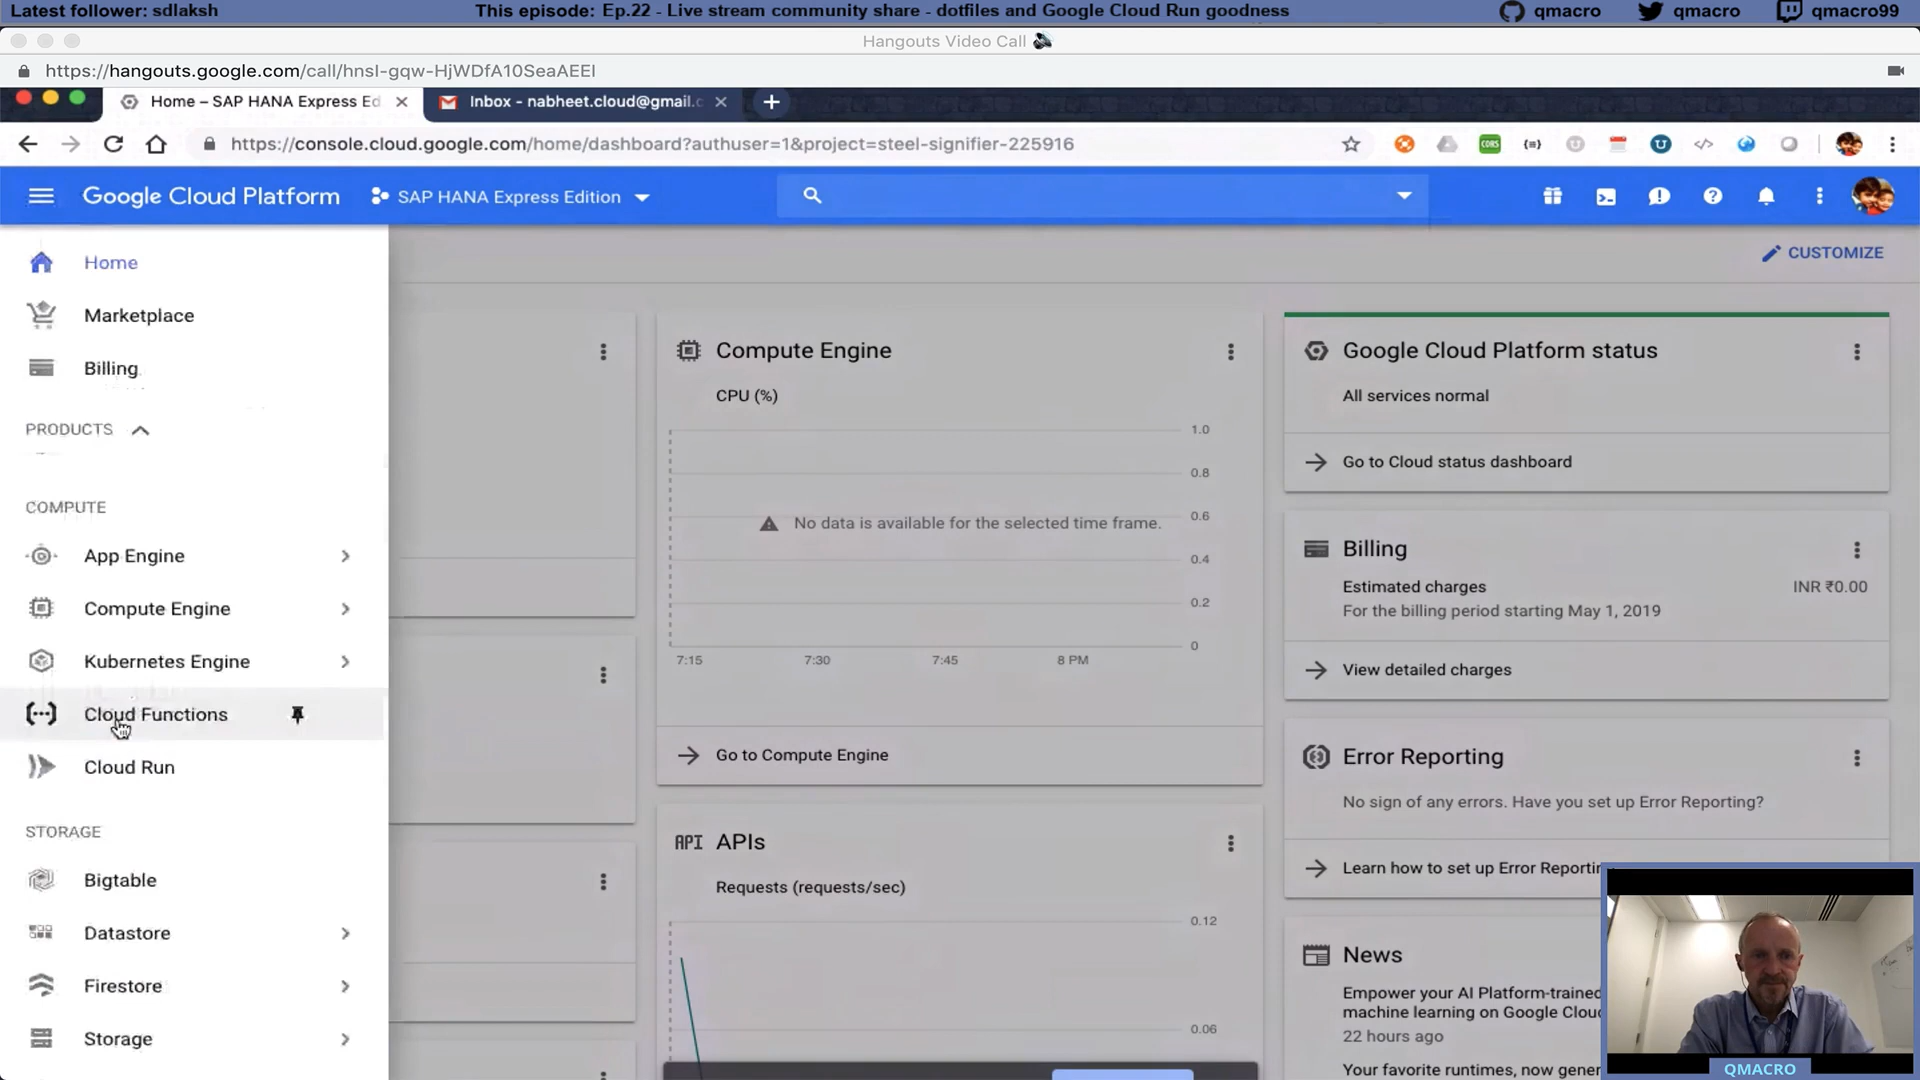 Latest follower: sdlaksh
This episode: Ep.22 - Live stream community share - dotfiles and Google Cloud Run goodness
qmacro
qmacro
qmacro99
Hangouts Video Call
https://hangouts.google.com/call/hnsl-gqw-HjWDfA10SeaAEEI
Home – SAP HANA Express Ed
Inbox - nabheet.cloud@gmail.c
https://console.cloud.google.com/home/dashboard?authuser=1&project=steel-signifier-225916
CORS
Google Cloud Platform
SAP HANA Express Edition
CUSTOMIZE
Home
Marketplace
Billing
PRODUCTS
COMPUTE
App Engine
Compute Engine
Kubernetes Engine
Cloud Functions
Cloud Run
STORAGE
Bigtable
Datastore
Firestore
Storage
Compute Engine
CPU (%)
1.0
0.8
0.6
0.4
0.2
0
No data is available for the selected time frame.
7:15
7:30
7:45
8 PM
Go to Compute Engine
API APIs
Requests (requests/sec)
0.12
0.06
Google Cloud Platform status
All services normal
Go to Cloud status dashboard
Billing
Estimated charges
INR ₹0.00
For the billing period starting May 1, 2019
View detailed charges
Error Reporting
No sign of any errors. Have you set up Error Reporting?
Learn how to set up Error Reportin
News
Empower your AI Platform-trained
machine learning on Google Clou
22 hours ago
Your favorite runtimes, now gener
QMACRO